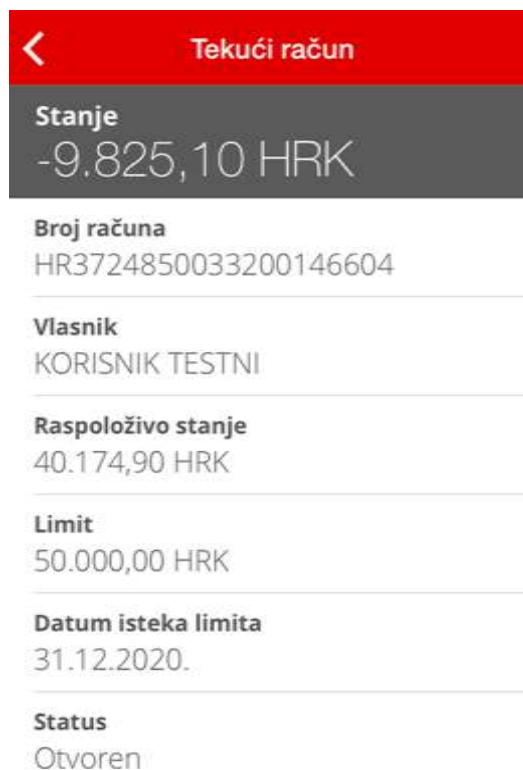 Tekući račun
Stanje
-9.825,10 HRK
Broj računa
HR3724850033200146604
Vlasnik
KORISNIK TESTNI
Raspoloživo stanje
40.174,90 HRK
Limit
50.000,00 HRK
Datum isteka limita
31.12.2020.
Status
Otvoren